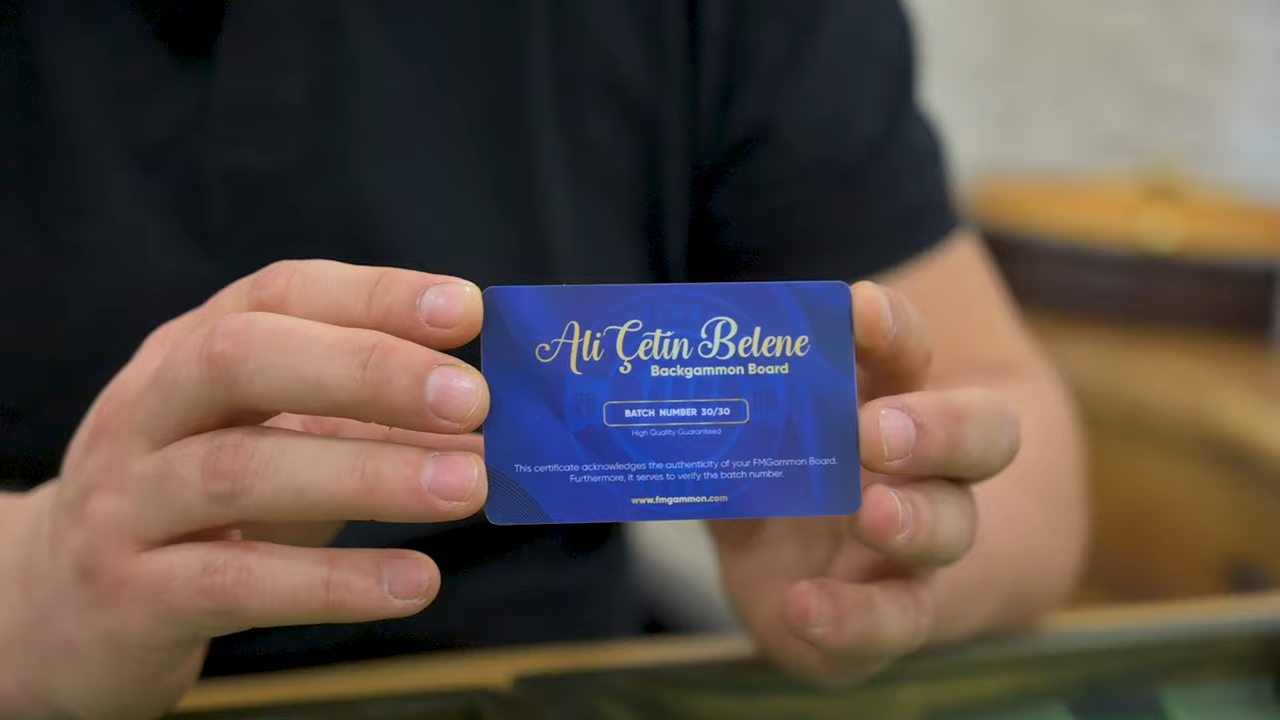 Ali Çetin Belene
Backgammon Board
BATCH NUMBER 30/30
High Quality Guaranteed
This certificate acknowledges the authenticity of your FMGammon Board.
Furthermore, it serves to verify the batch number.
www.fmgammon.com